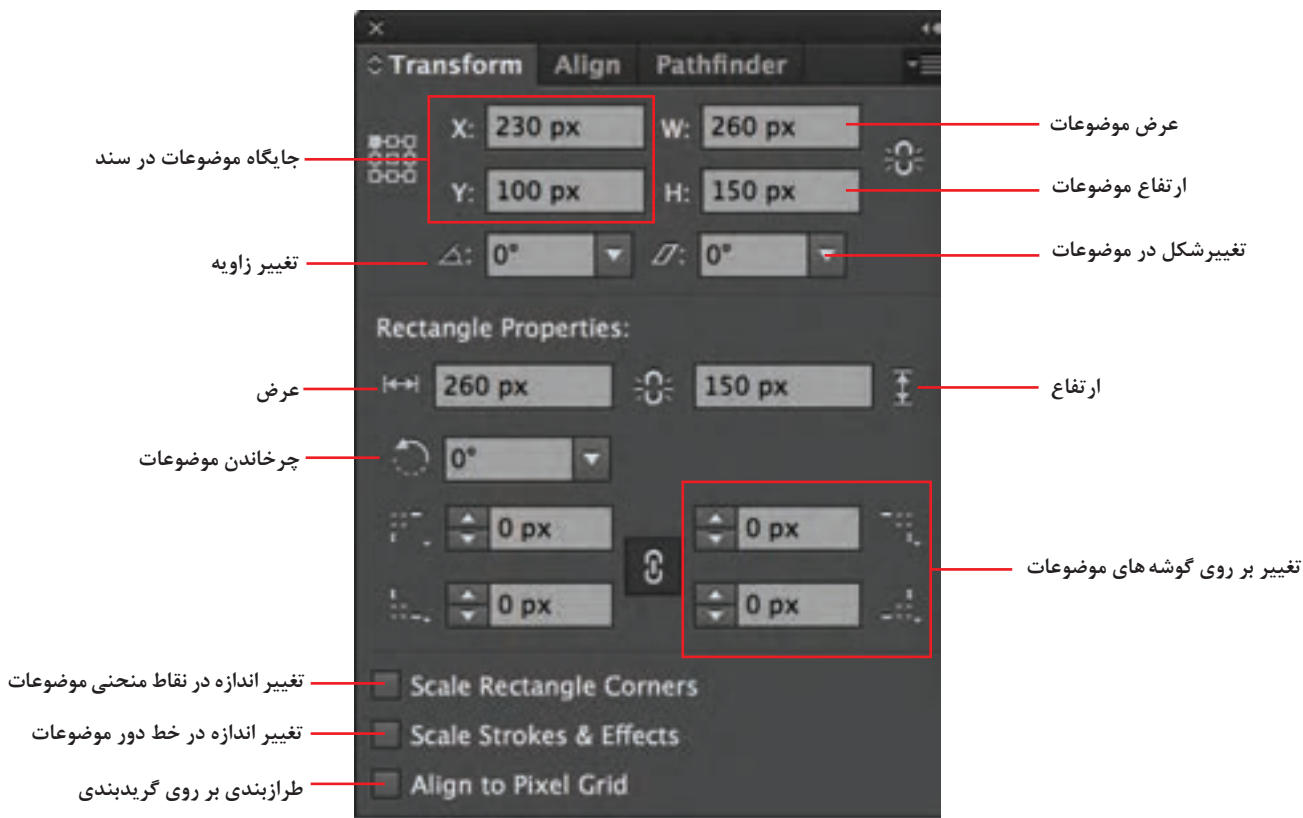 Transform Align Pathfinder
X: 230 px W: 260 px
عرض موضوعات
جایگاه موضوعات در سند
Y: 100 px H: 150 px
ارتفاع موضوعات
0° 0°
تغییر زاویه
تغییرشکل در موضوعات
Rectangle Properties:
عرض
260 px 150 px
ارتفاع
چرخاندن موضوعات
0°
0 px 0 px
تغییر بر روی گوشه های موضوعات
0 px 0 px
تغییر اندازه در نقاط منحنی موضوعات
Scale Rectangle Corners
تغییر اندازه در خط دور موضوعات
Scale Strokes & Effects
طرازبندی بر روی گریدبندی
Align to Pixel Grid